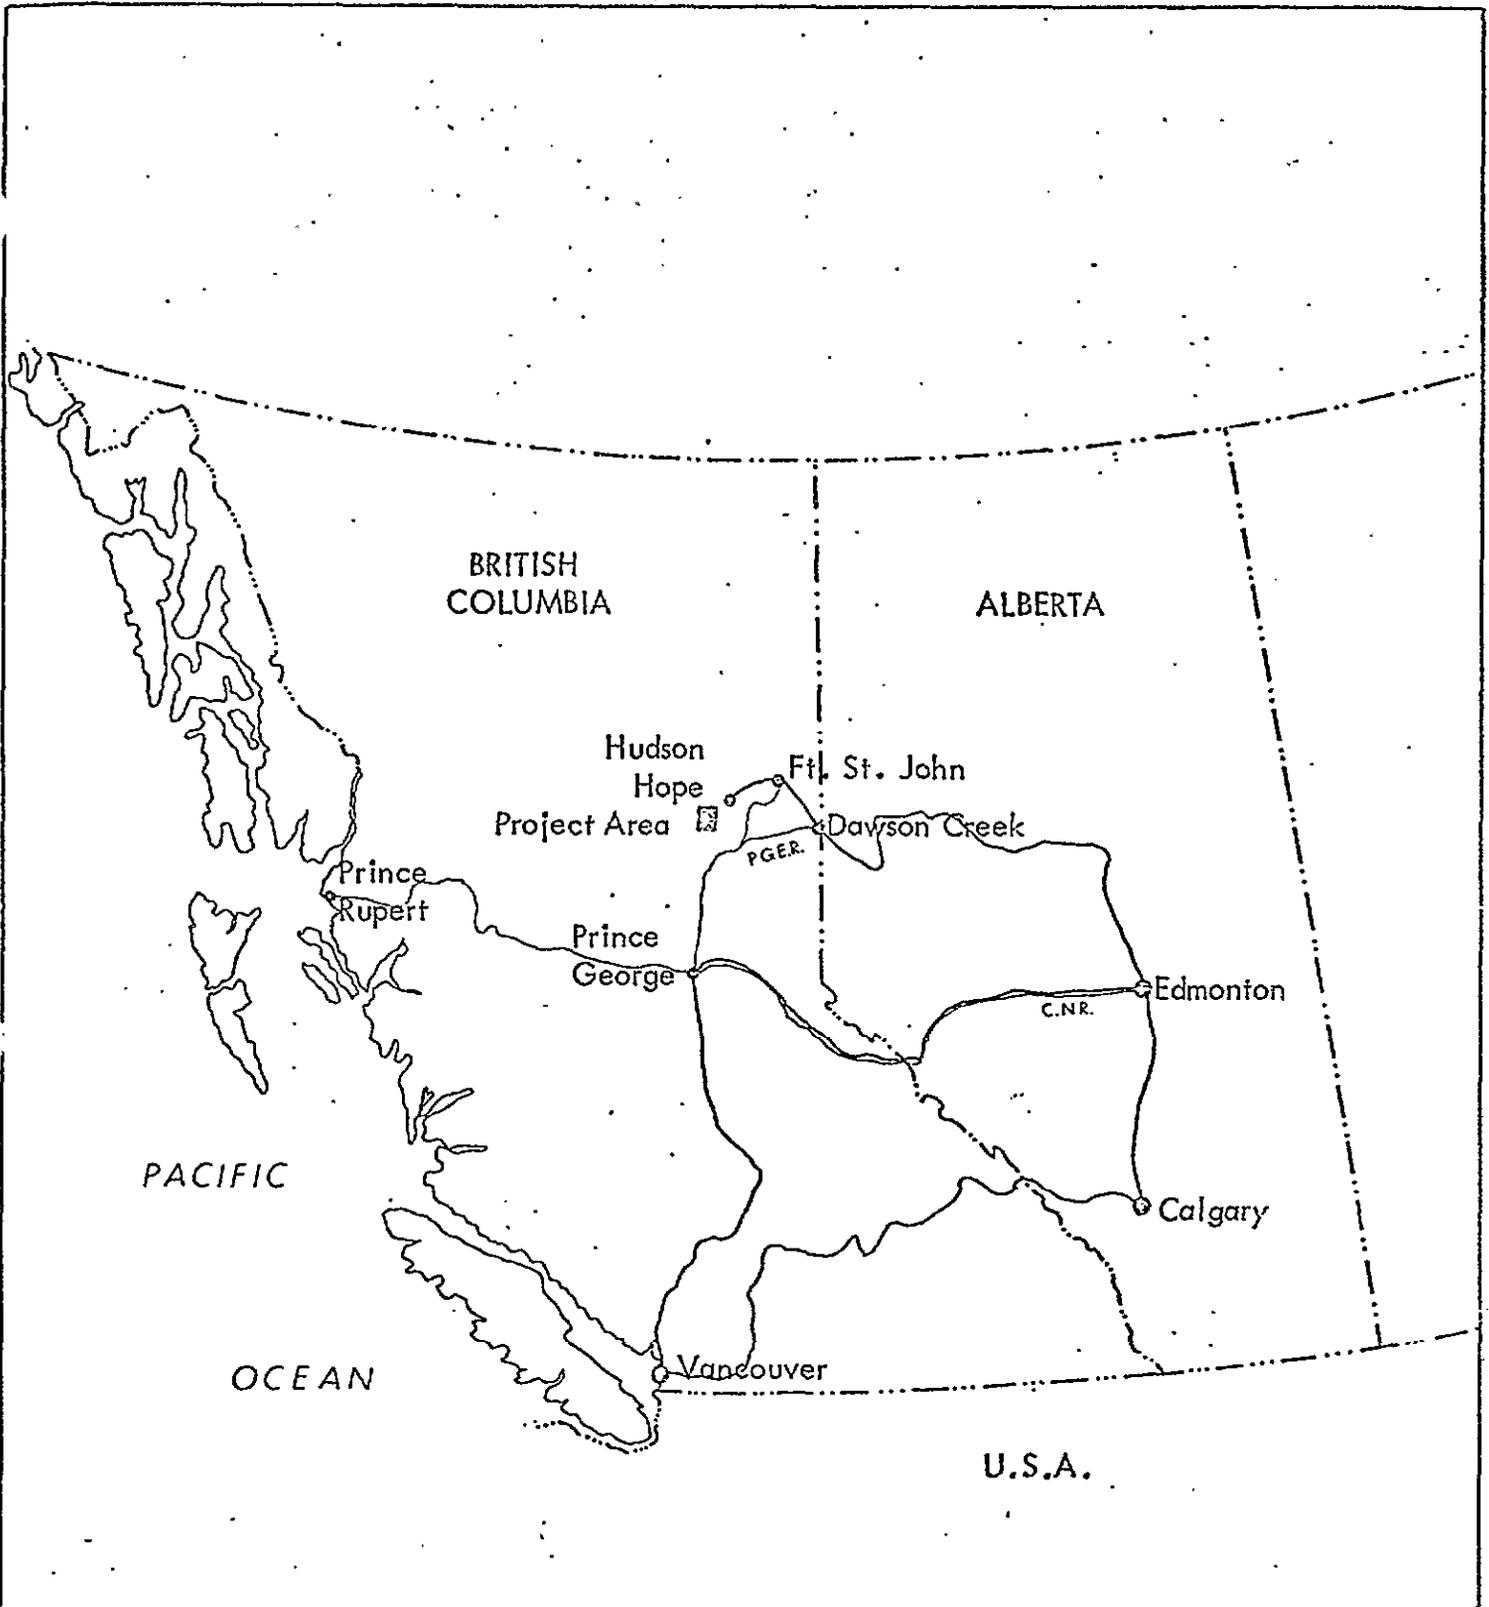 BRITISH
COLUMBIA
ALBERTA
Hudson
Hope
Ft. St. John
Project Area
Dawson Creek
P.G.E.R.
Prince
Rupert
Prince
George
Edmonton
C.N.R.
PACIFIC
Calgary
OCEAN
Vancouver
U.S.A.